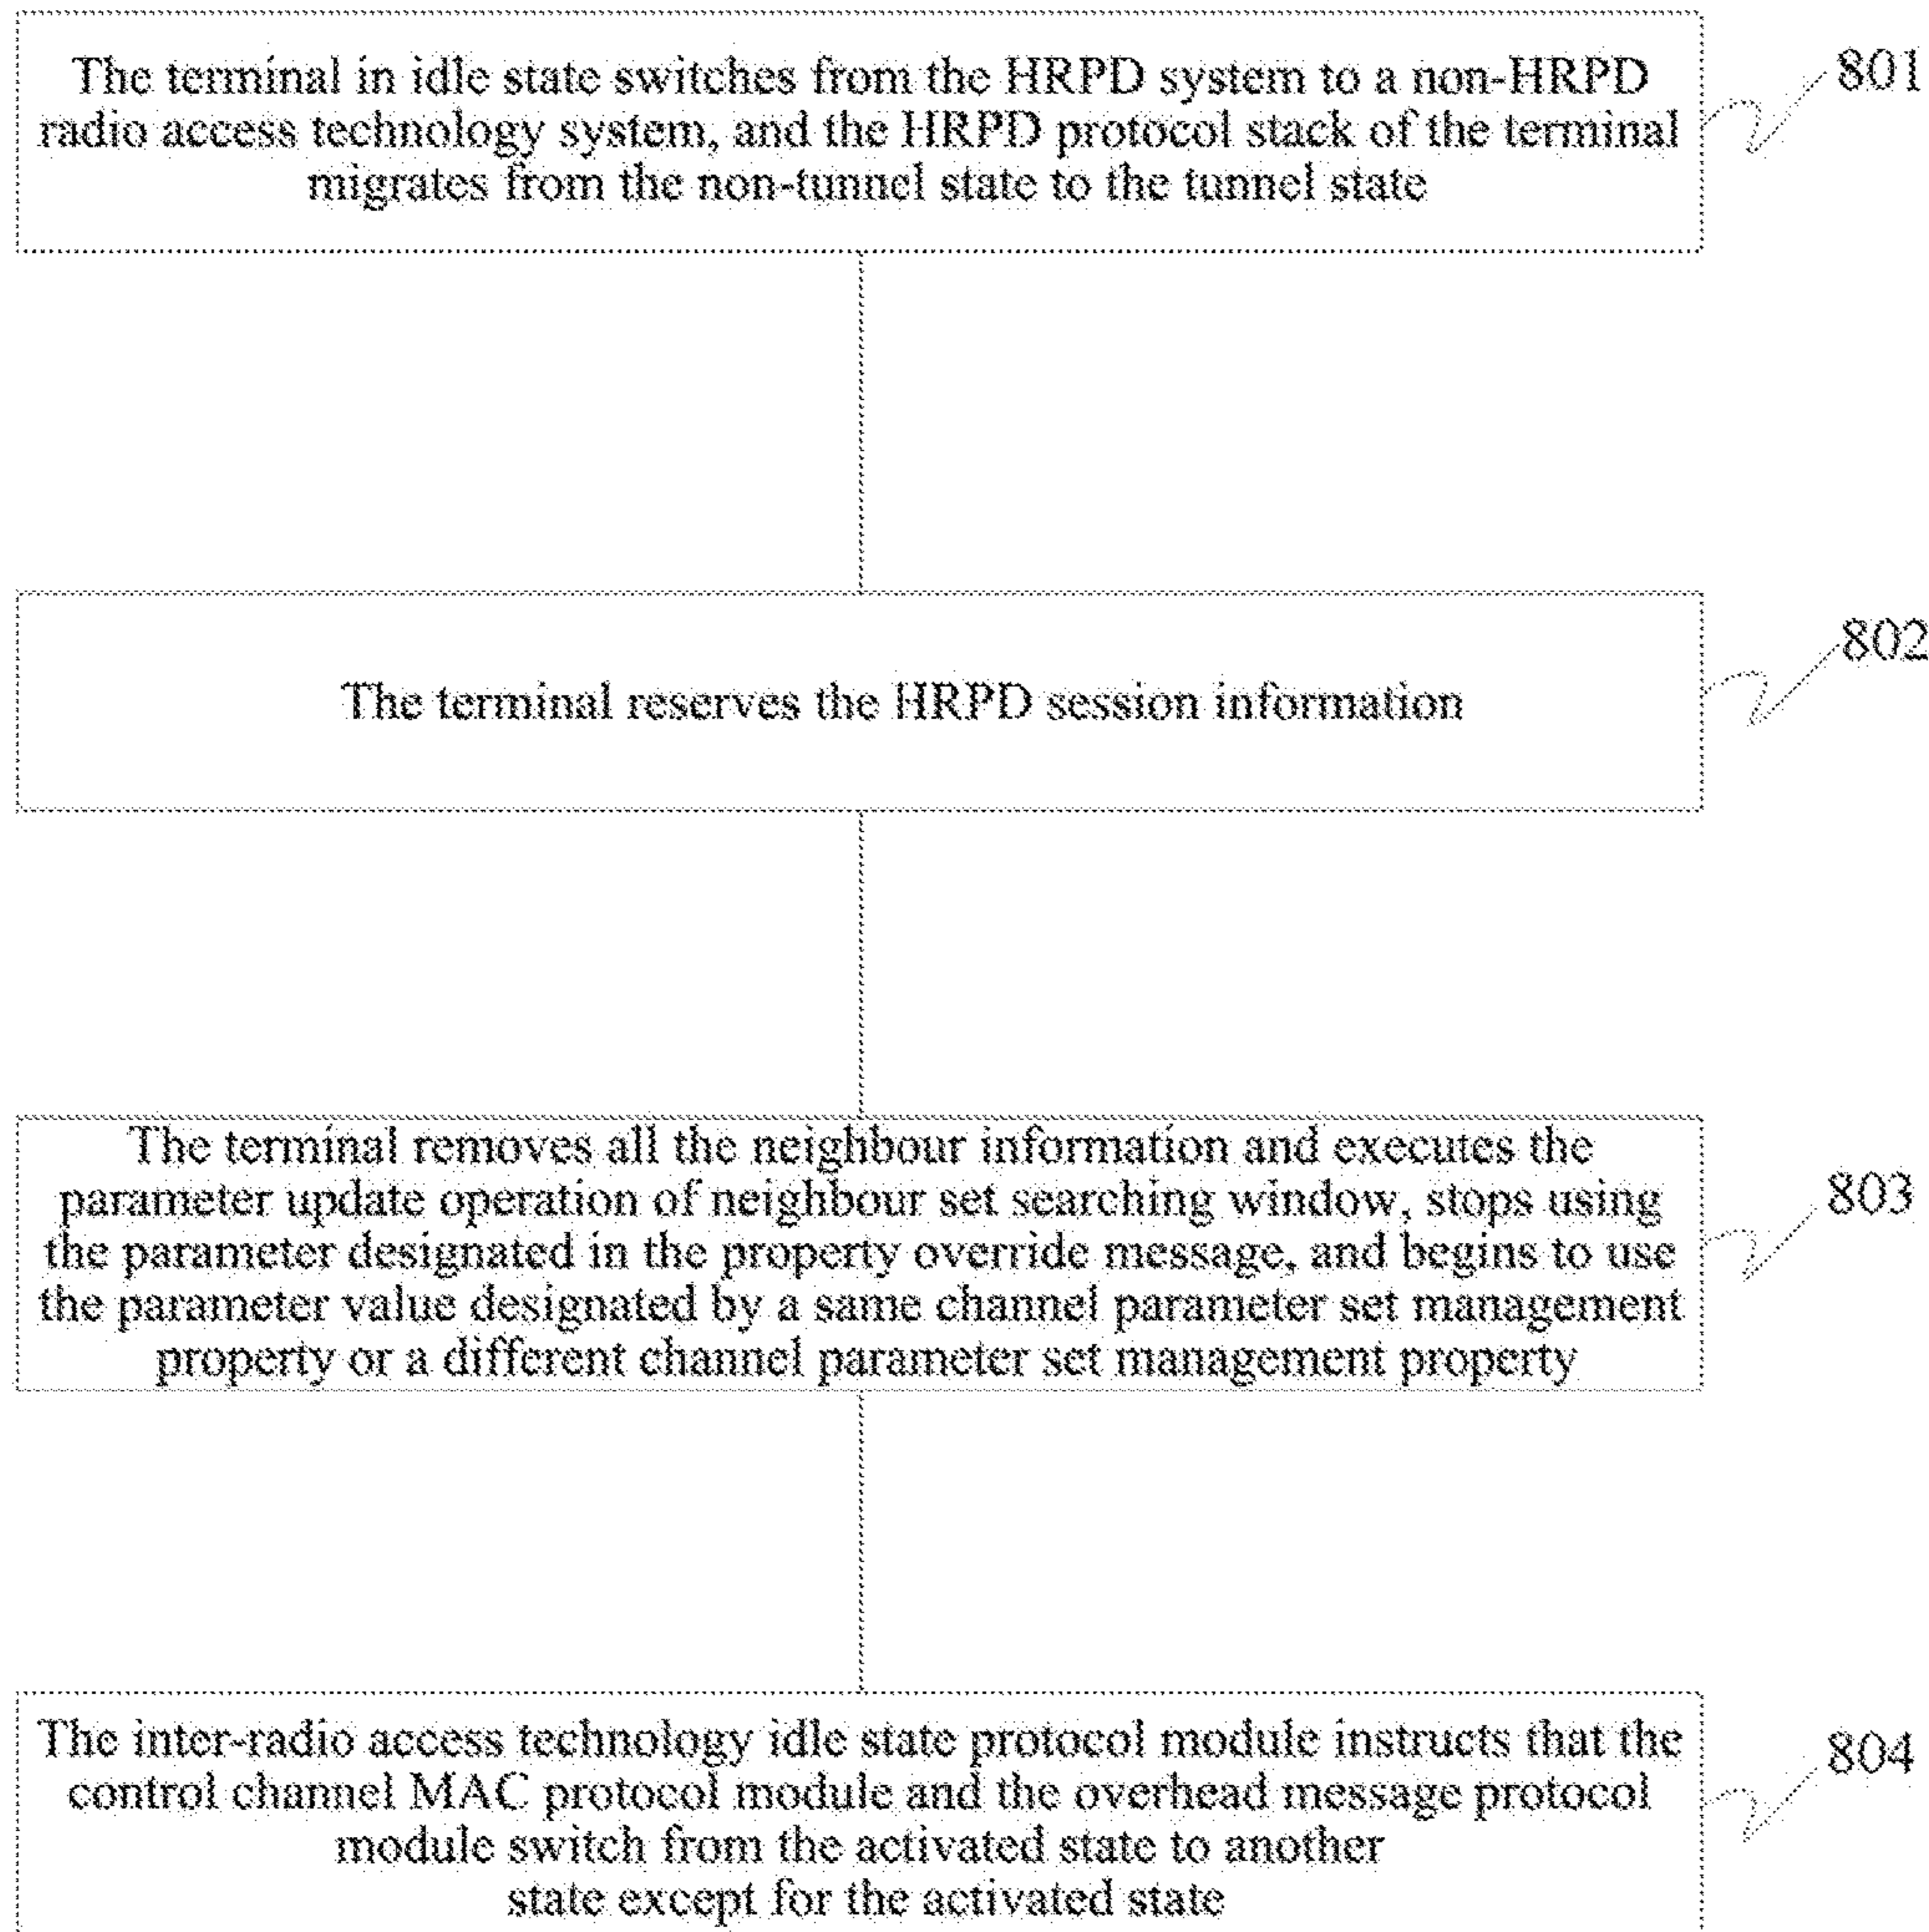 The terminal in idle state switches from the HRPD system to a non-HRPD
radio access technology system, and the HRPD protocol stack of the terminal
migrates from the non-tunnel state to the tunnel state
801
The terminal reserves the HRPD session information
802
The terminal removes all the neighbour information and executes the
parameter update operation of neighbour set searching window, stops using
the parameter designated in the property override message, and begins to use
the parameter value designated by a same channel parameter set management
property or a different channel parameter set management property
803
The inter-radio access technology idle state protocol module instructs that the
control channel MAC protocol module and the overhead message protocol
module switch from the activated state to another
state except for the activated state
804